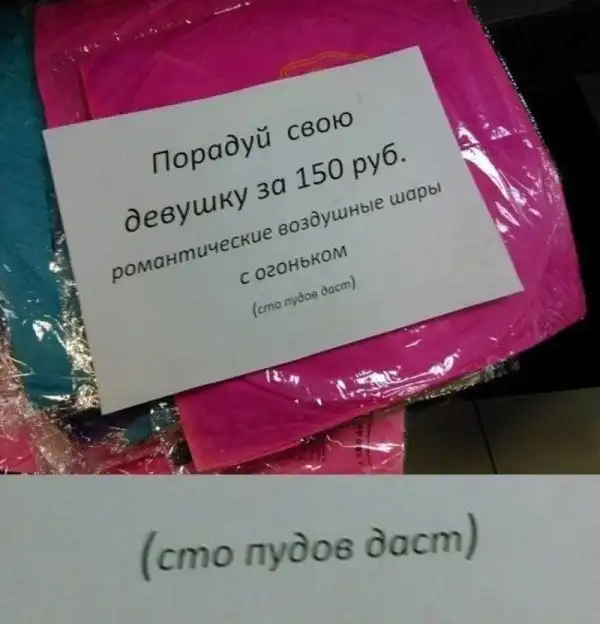 Порадуй свою
девушку за 150 руб.
романтические воздушные шары
с огоньком
(сто пудов даст)
(сто пудов даст)